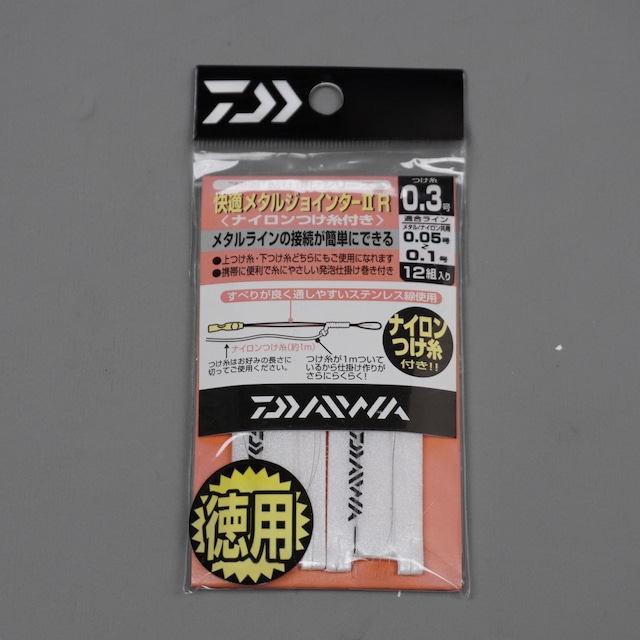 快適メタルジョインターⅡR
〈ナイロンつけ糸付き〉
メタルラインの接続が簡単にできる
●上つけ糸・下つけ糸どちらにもご使用になれます
●携帯に便利で糸にやさしい発泡仕掛け巻き付き
つけ糸
0.3号
適合ライン
メタル/ナイロン共用
0.05号
0.1号
12組入り
すべりが良く通しやすいステンレス線使用
ナイロンつけ糸(約1m)
つけ糸はお好みの長さに
切ってご使用ください。
つけ糸が1mついて
いるから仕掛け作りが
さらにらくらく!
ナイロン
つけ糸
付き!!
DAIWA
DAIWA
徳用